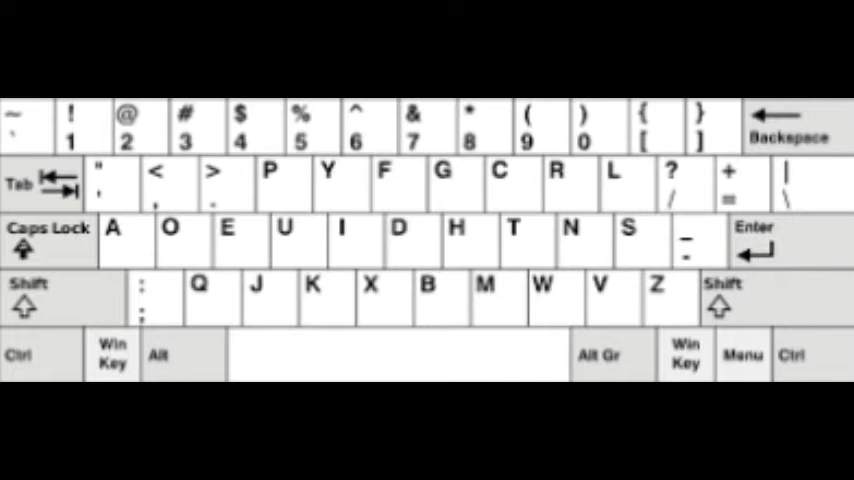 ~ ! @ # $ % ^ & * ( ) { }
` 1 2 3 4 5 6 7 8 9 0 [ ] Backspace
Tab " < > P Y F G C R L ? + |
' , . / = \
Caps Lock A O E U I D H T N S _ Enter
-
Shift : Q J K X B M W V Z Shift
;
Ctrl Win Key Alt Alt Gr Win Key Menu Ctrl